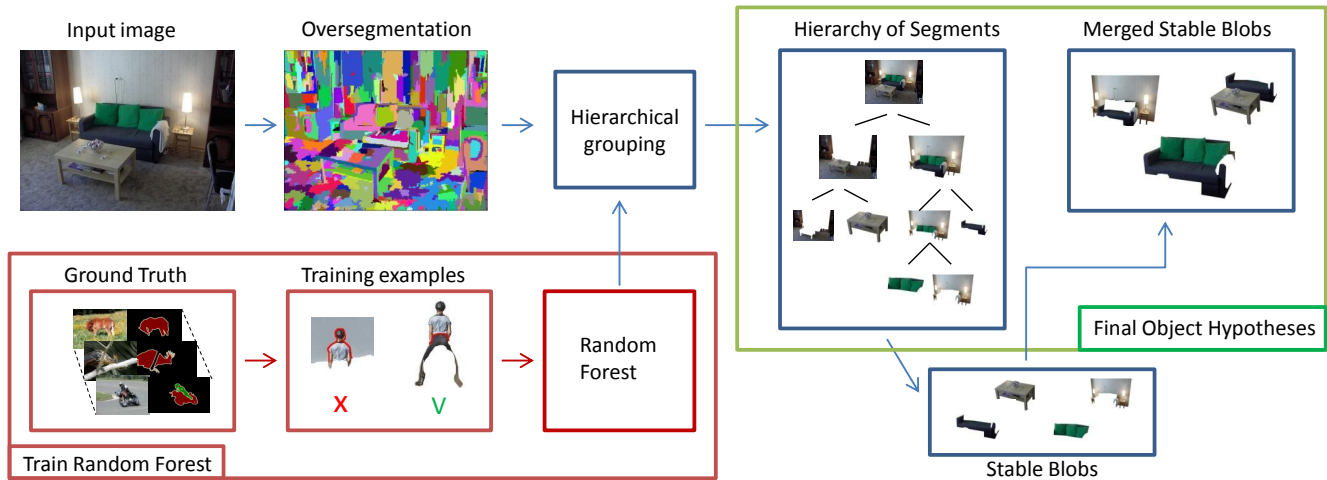 Input image
Oversegmentation
Hierarchical
grouping
Hierarchy of Segments
Merged Stable Blobs
Final Object Hypotheses
Ground Truth
Training examples
X
V
Random
Forest
Train Random Forest
Stable Blobs